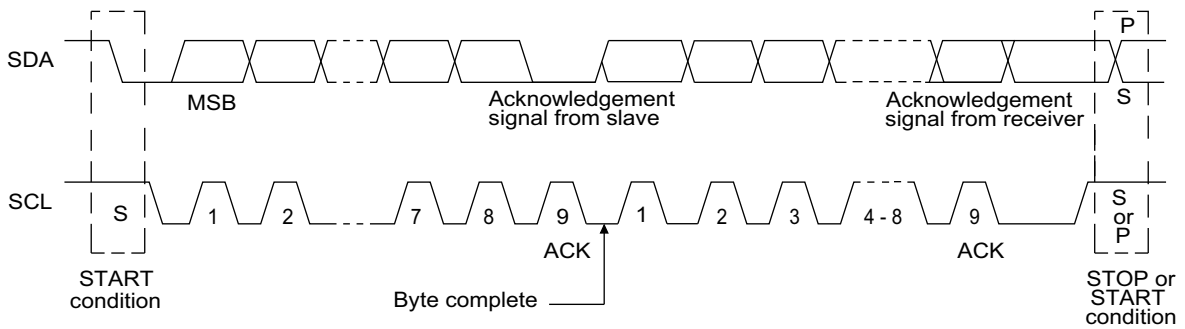 P
SDA
MSB
Acknowledgement
signal from slave
Acknowledgement
signal from receiver
S
SCL
S
1
2
7
8
9
1
2
3
4 - 8
9
S
or
P
ACK
ACK
START
condition
Byte complete
STOP or
START
condition